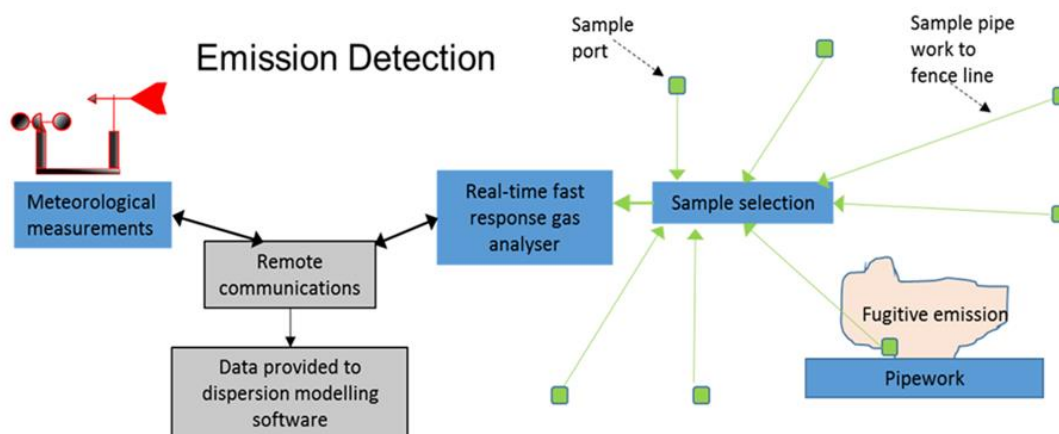 Emission Detection
Sample
port
Sample pipe
work to
fence line
Meteorological
measurements
Real-time fast
response gas
analyser
Sample selection
Remote
communications
Fugitive emission
Pipework
Data provided to
dispersion modelling
software